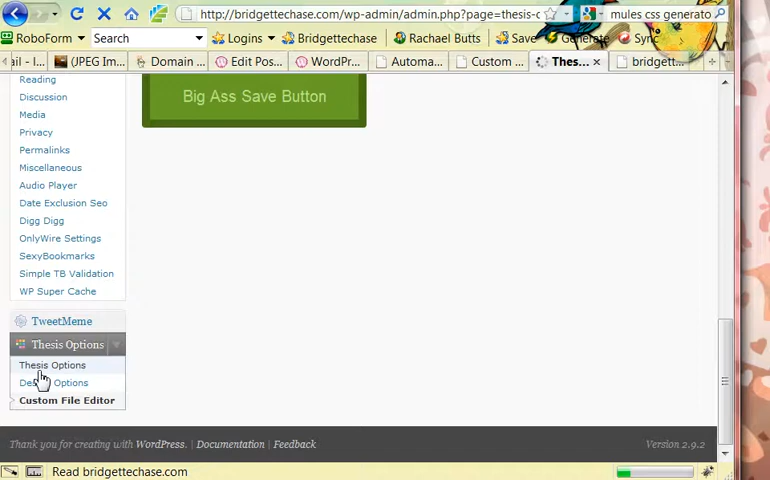 http://bridgettechase.com/wp-admin/admin.php?page=thesis-c
mules css generato
RoboForm
Search
Logins
Bridgettechase
Rachael Butts
Save
Generate
Sync
ail - I...
(JPEG Im...
Domain ...
Edit Pos...
WordPr...
Automa...
Custom ...
Thes...
bridgett...
Reading
Discussion
Media
Privacy
Permalinks
Miscellaneous
Audio Player
Date Exclusion Seo
Digg Digg
OnlyWire Settings
SexyBookmarks
Simple TB Validation
WP Super Cache
Big Ass Save Button
TweetMeme
Thesis Options
Thesis Options
Options
Custom File Editor
Thank you for creating with WordPress. | Documentation | Feedback
Version 2.9.2
Read bridgettechase.com